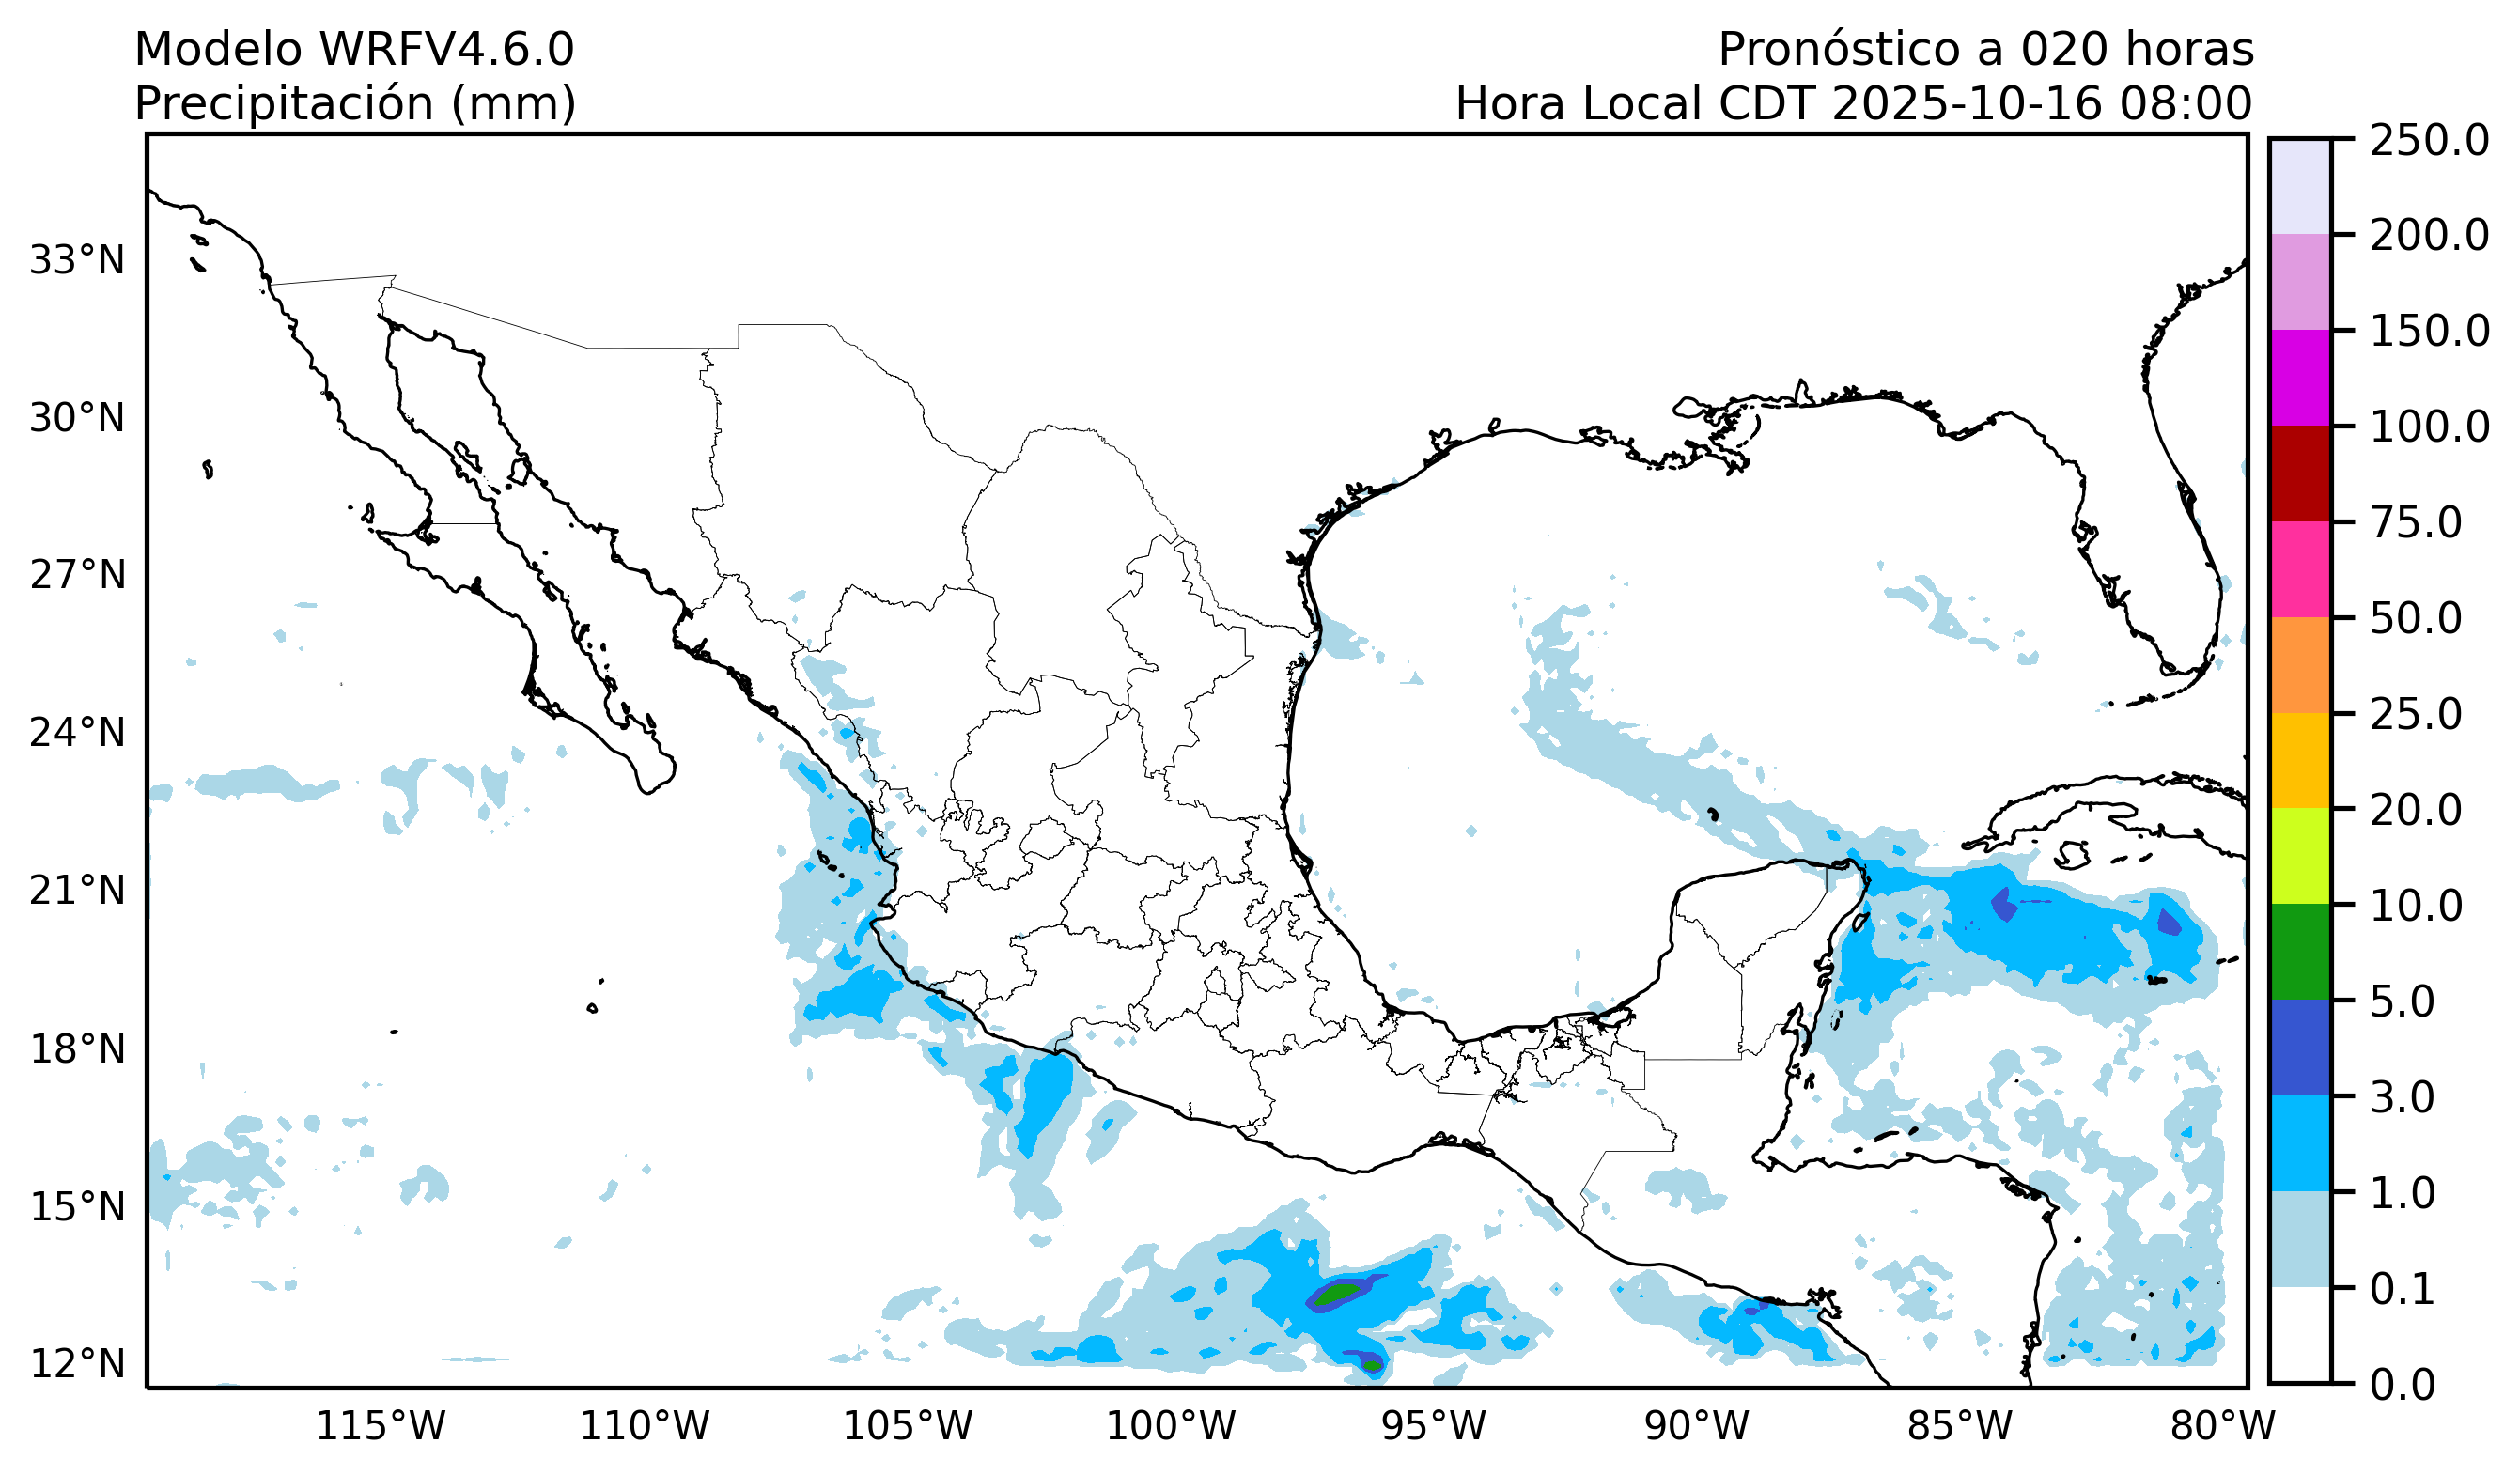 Modelo WRFV4.6.0
Precipitación (mm)
Pronóstico a 020 horas
Hora Local CDT 2025-10-16 08:00
33°N
30°N
27°N
24°N
21°N
18°N
15°N
12°N
115°W
110°W
105°W
100°W
95°W
90°W
85°W
80°W
250.0
200.0
150.0
100.0
75.0
50.0
25.0
20.0
10.0
5.0
3.0
1.0
0.1
0.0